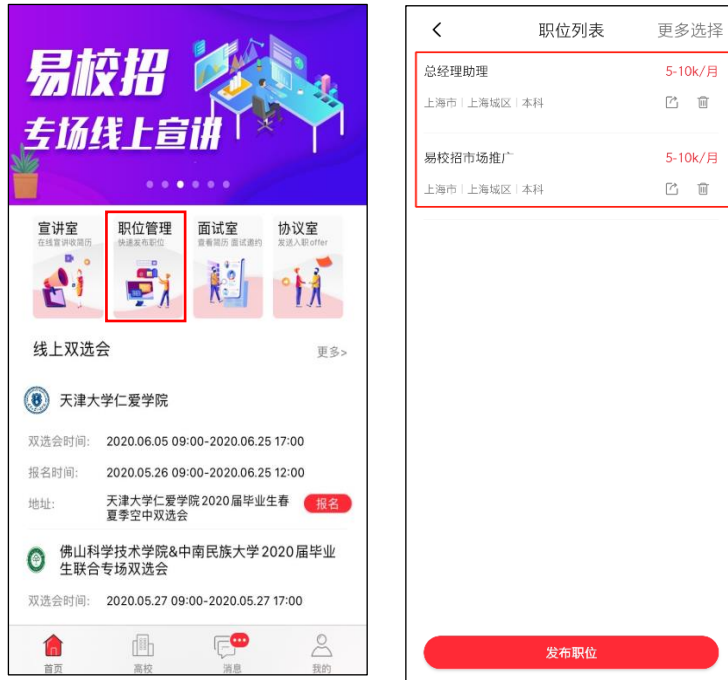 易校招
专场线上宣讲
宣讲室
在线宣讲收简历
职位管理
快速发布职位
面试室
查看简历 面试邀约
协议室
发送入职offer
线上双选会
更多>
天津大学仁爱学院
双选会时间: 2020.06.05 09:00-2020.06.25 17:00
报名时间: 2020.05.26 09:00-2020.06.25 12:00
地址: 天津大学仁爱学院2020届毕业生春
夏季空中双选会
报名
佛山科学技术学院&中南民族大学2020届毕业
生联合专场双选会
双选会时间: 2020.05.27 09:00-2020.05.27 17:00
首页
高校
消息
我的
职位列表
更多选择
总经理助理 5-10k/月
上海市 | 上海城区 | 本科
易校招市场推广 5-10k/月
上海市 | 上海城区 | 本科
发布职位